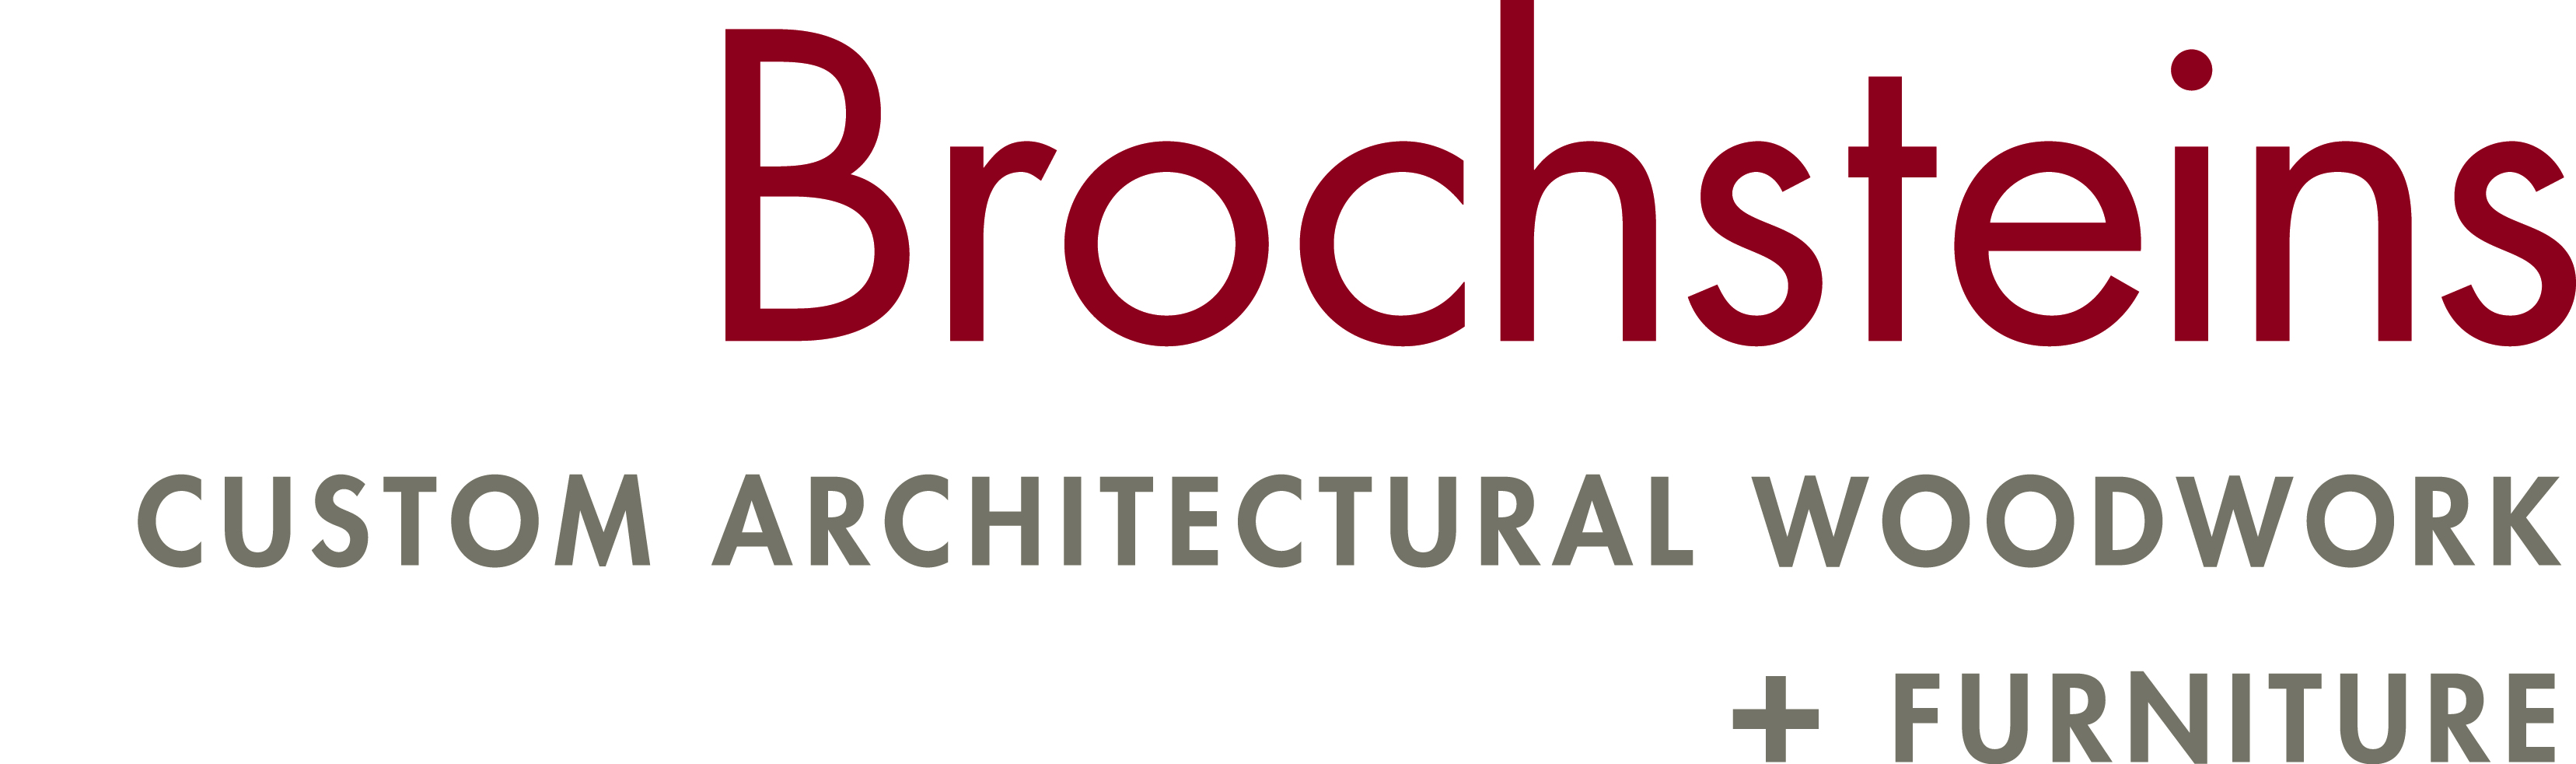 Brochsteins
CUSTOM ARCHITECTURAL WOODWORK
+ FURNITURE